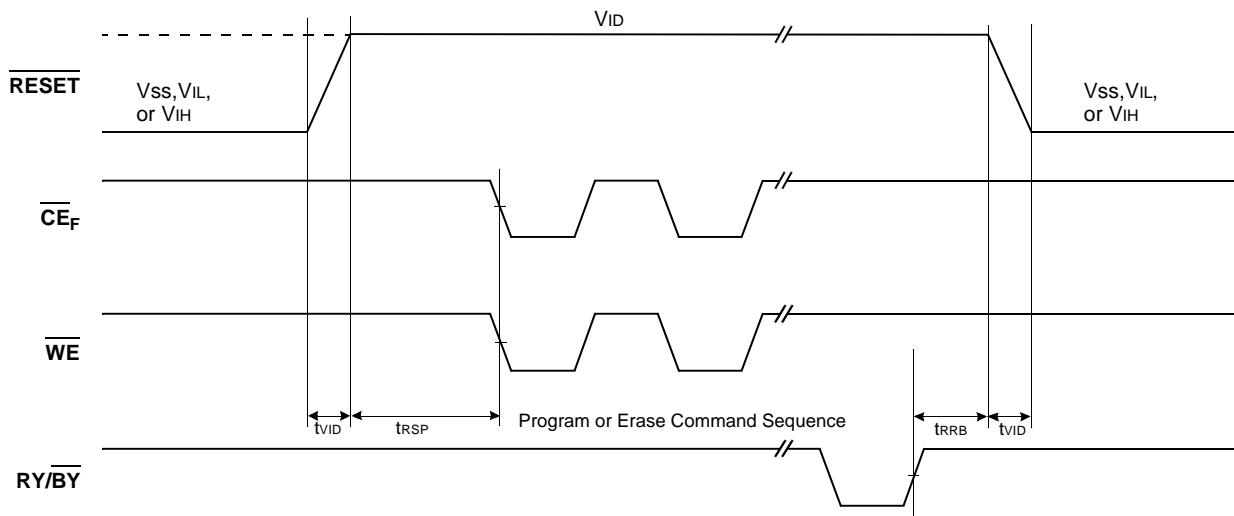 VID
RESET
Vss,VIL,
or VIH
Vss,VIL,
or VIH
CEF
WE
tVID
tRSP
Program or Erase Command Sequence
tRRB
tVID
RY/BY